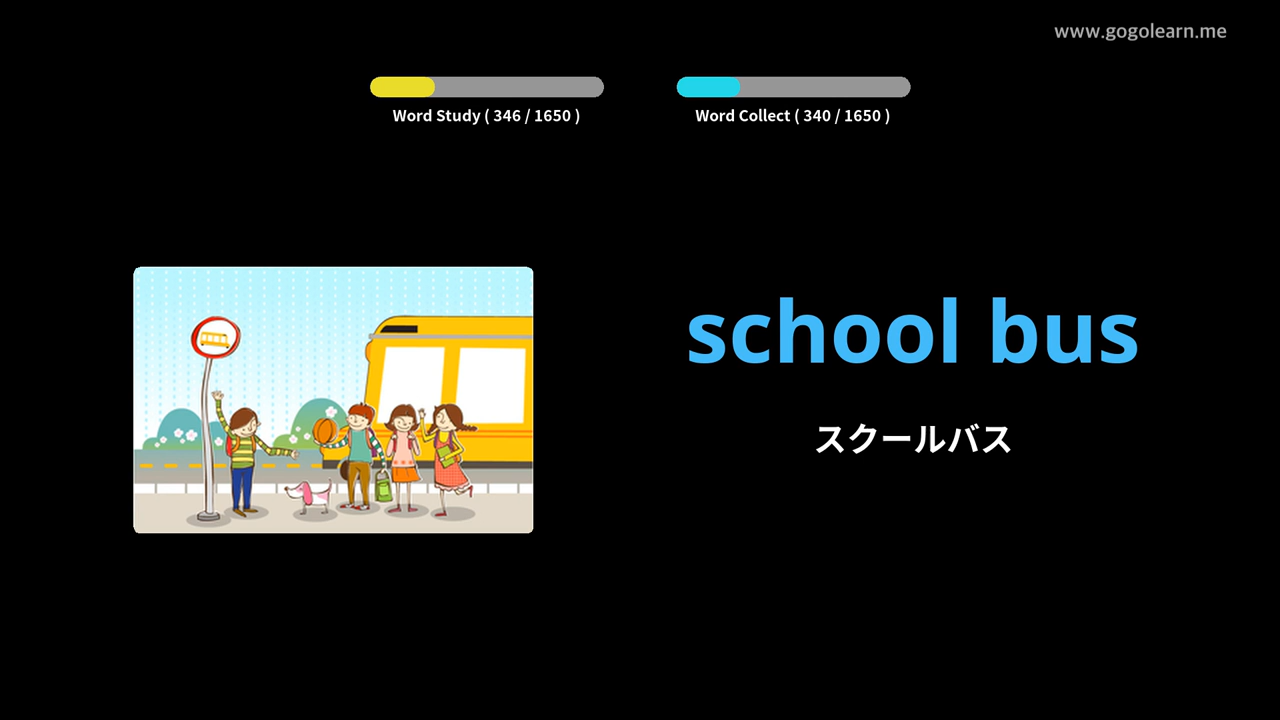 www.gogolearn.me
Word Study ( 346 / 1650 )
Word Collect ( 340 / 1650 )
school bus
スクールバス